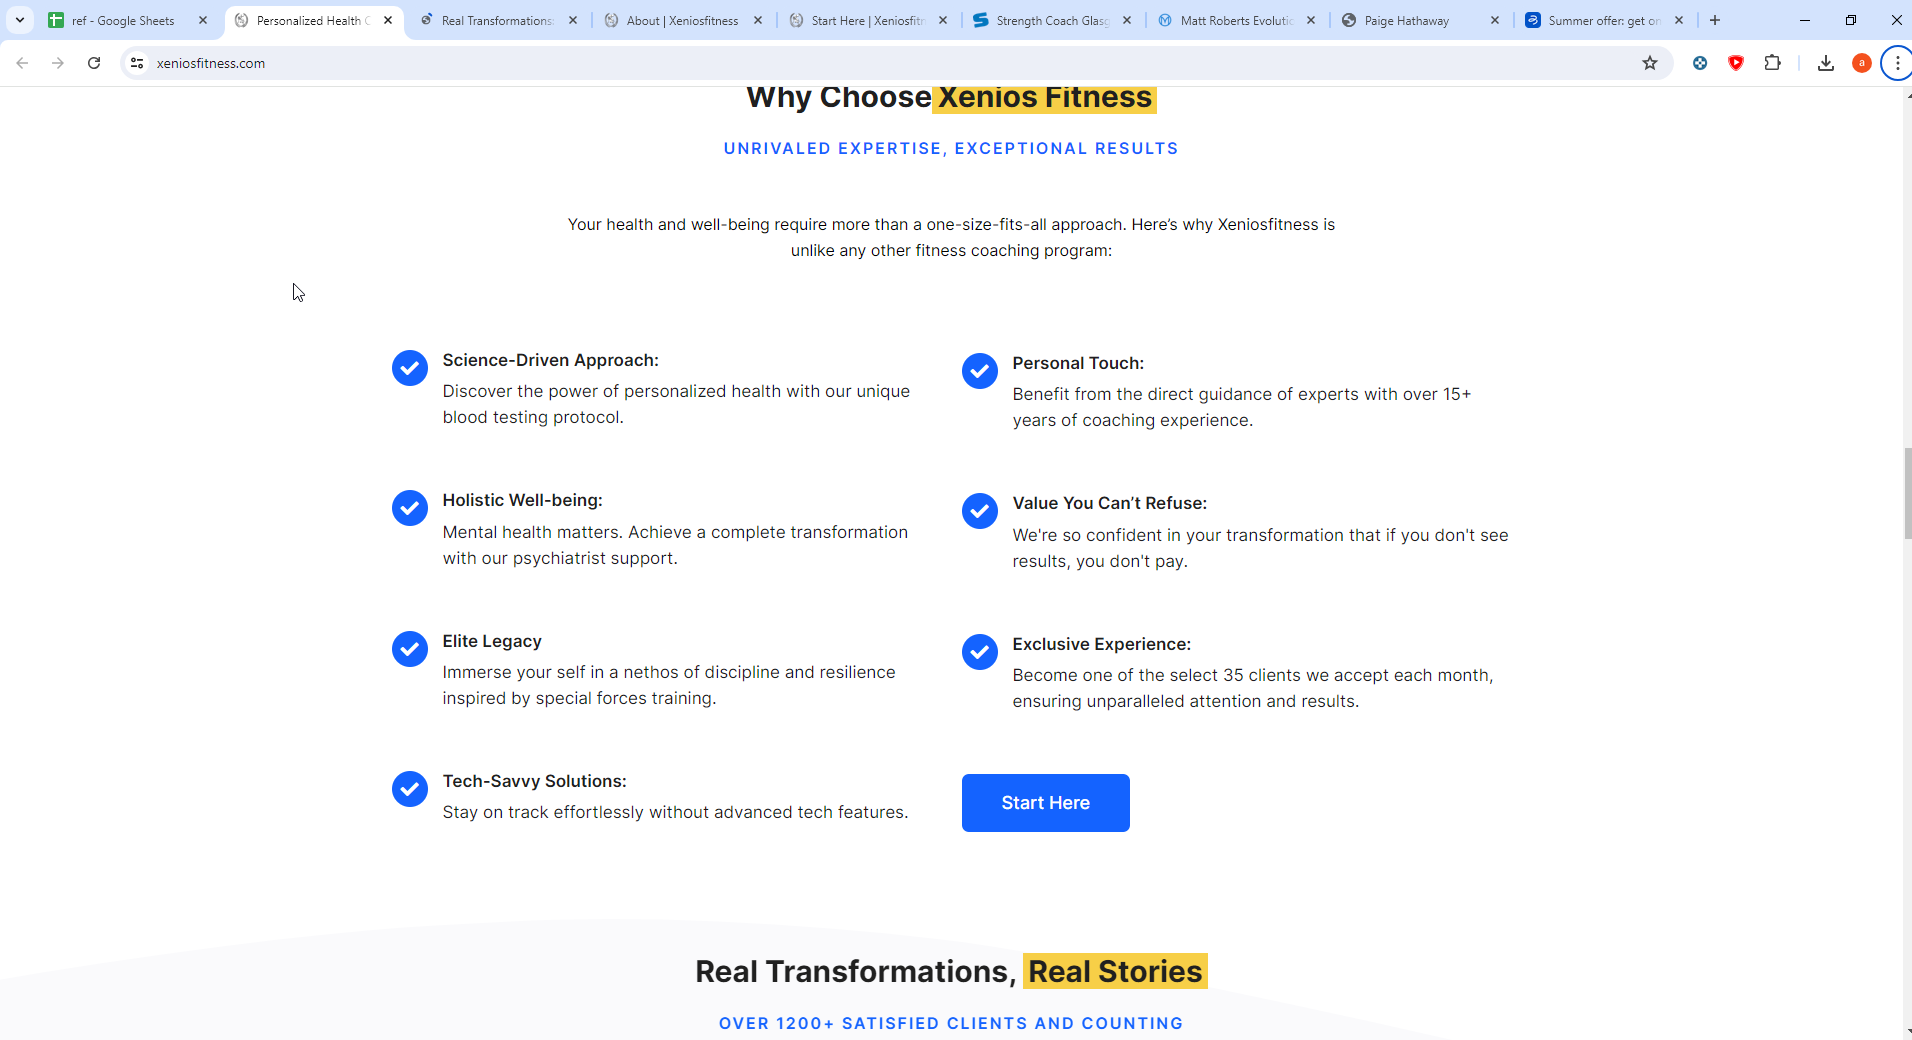 ref - Google Sheets
Personalized Health C
Real Transformations:
About | Xeniosfitness
Start Here | Xeniosfitn
Strength Coach Glasg
Matt Roberts Evolutio
Paige Hathaway
Summer offer: get on
xeniosfitness.com
a
Why Choose Xenios Fitness
UNRIVALED EXPERTISE, EXCEPTIONAL RESULTS
Your health and well-being require more than a one-size-fits-all approach. Here’s why Xeniosfitness is
unlike any other fitness coaching program:
Science-Driven Approach:
Discover the power of personalized health with our unique
blood testing protocol.
Personal Touch:
Benefit from the direct guidance of experts with over 15+
years of coaching experience.
Holistic Well-being:
Mental health matters. Achieve a complete transformation
with our psychiatrist support.
Value You Can’t Refuse:
We're so confident in your transformation that if you don't see
results, you don't pay.
Elite Legacy
Immerse your self in a nethos of discipline and resilience
inspired by special forces training.
Exclusive Experience:
Become one of the select 35 clients we accept each month,
ensuring unparalleled attention and results.
Tech-Savvy Solutions:
Stay on track effortlessly without advanced tech features.
Start Here
Real Transformations, Real Stories
OVER 1200+ SATISFIED CLIENTS AND COUNTING